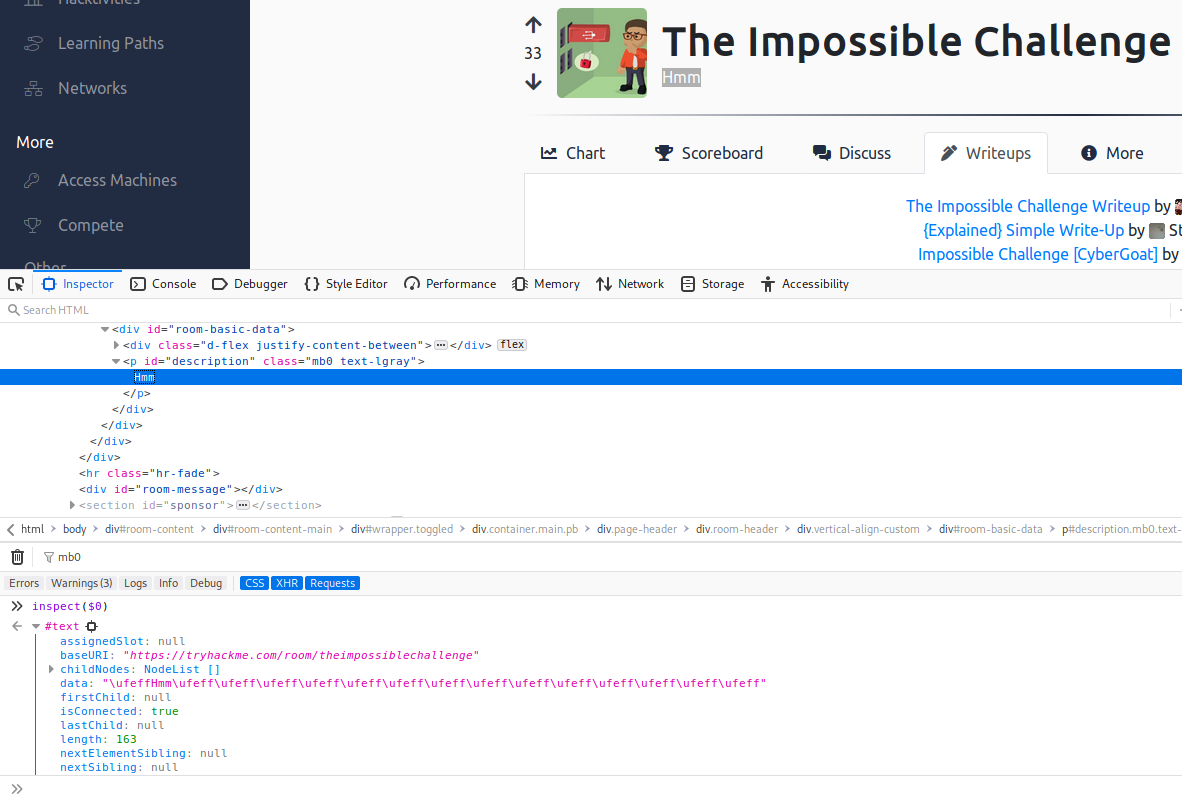 Hacktivities
Learning Paths
Networks
More
Access Machines
Compete
Other
33
The Impossible Challenge
Hmm
Chart Scoreboard Discuss Writeups More
The Impossible Challenge Writeup by
{Explained} Simple Write-Up by St
Impossible Challenge [CyberGoat] by
Inspector Console Debugger Style Editor Performance Memory Network Storage Accessibility
Search HTML
<div id="room-basic-data">
<div class="d-flex justify-content-between"> ··· </div> flex
<p id="description" class="mb0 text-lgray">
Hmm
</p>
</div>
</div>
</div>
</div>
<hr class="hr-fade">
<div id="room-message"></div>
<section id="sponsor"> ··· </section>
html > body > div#room-content > div#room-content-main > div#wrapper.toggled > div.container.main.pb > div.page-header > div.room-header > div.vertical-align-custom > div#room-basic-data > p#description.mb0.text-
mb0
Errors Warnings (3) Logs Info Debug CSS XHR Requests
inspect($0)
#text
assignedSlot: null
baseURI: "https://tryhackme.com/room/theimpossiblechallenge"
childNodes: NodeList []
data: "\ufeffHmm\ufeff\ufeff\ufeff\ufeff\ufeff\ufeff\ufeff\ufeff\ufeff\ufeff\ufeff\ufeff\ufeff\ufeff"
firstChild: null
isConnected: true
lastChild: null
length: 163
nextElementSibling: null
nextSibling: null